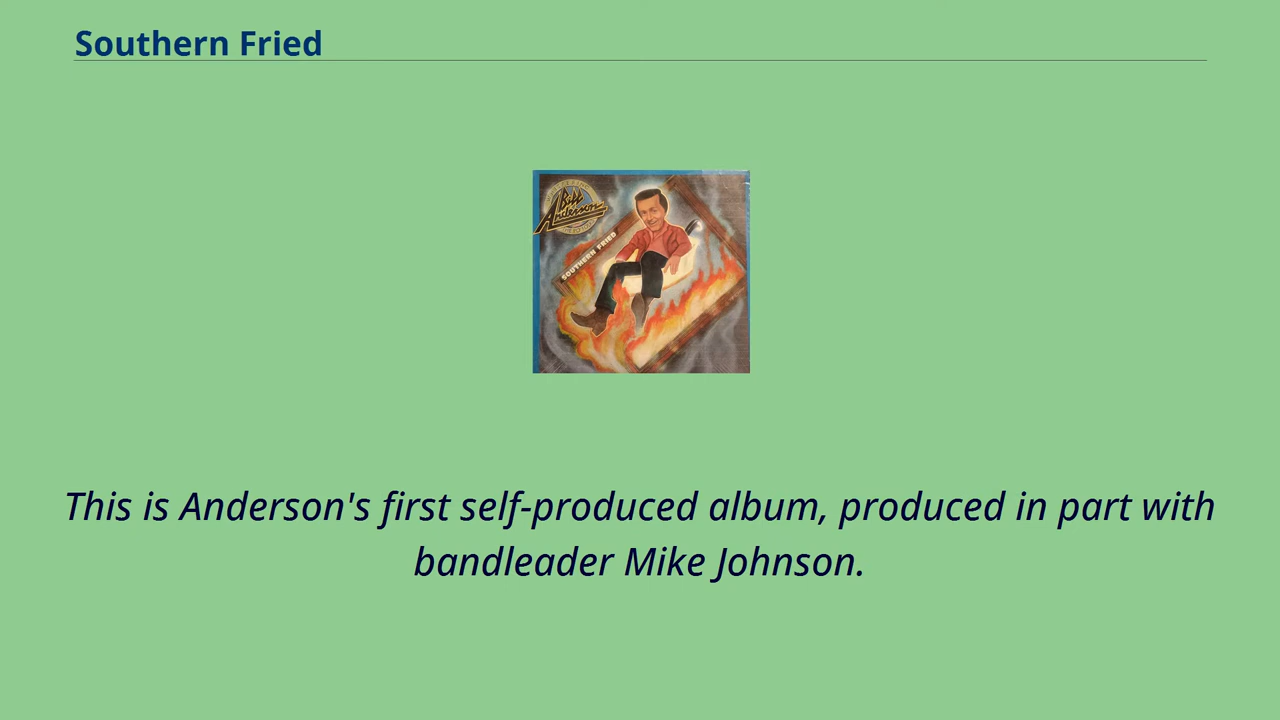 Southern Fried
Bill
Anderson
SOUTHERN FRIED
This is Anderson's first self-produced album, produced in part with
bandleader Mike Johnson.